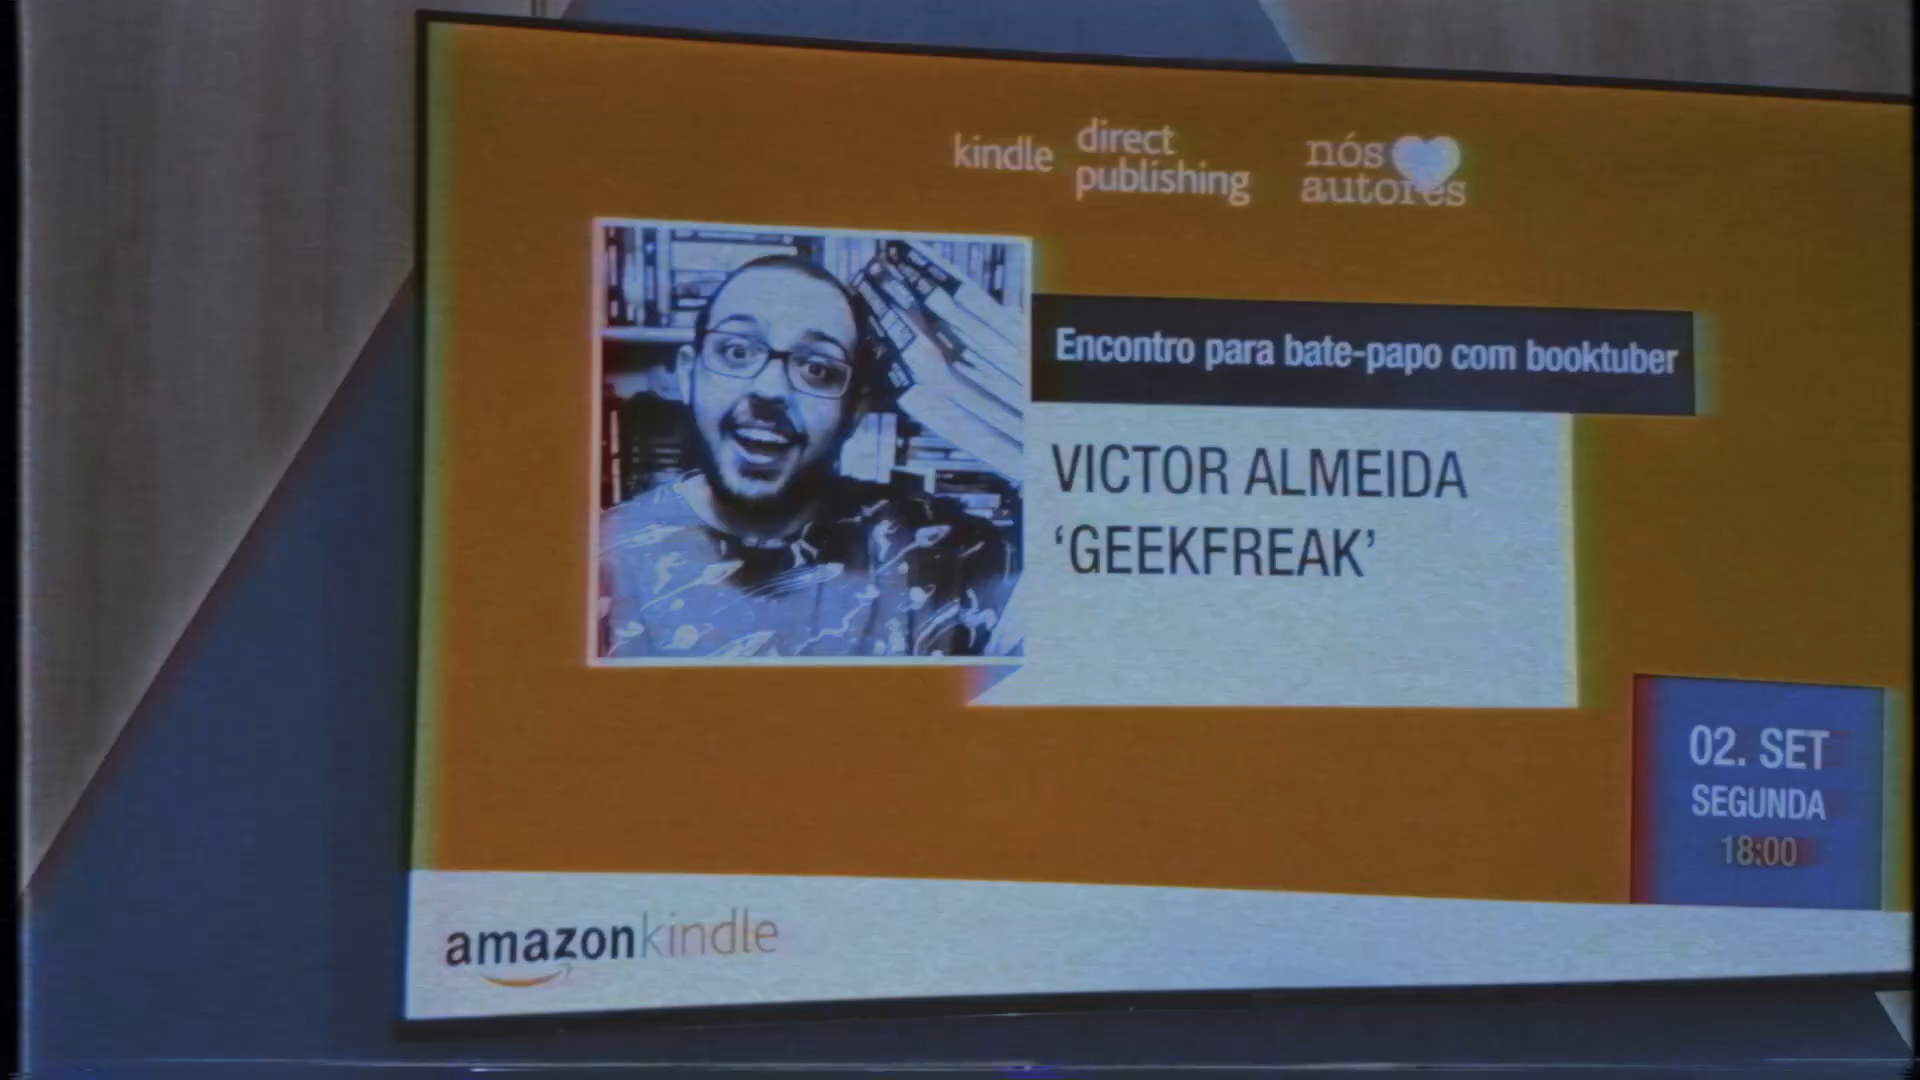 kindle direct publishing
nós autores
Encontro para bate-papo com booktuber
VICTOR ALMEIDA
‘GEEKFREAK’
02. SET
SEGUNDA
18:00
amazonkindle